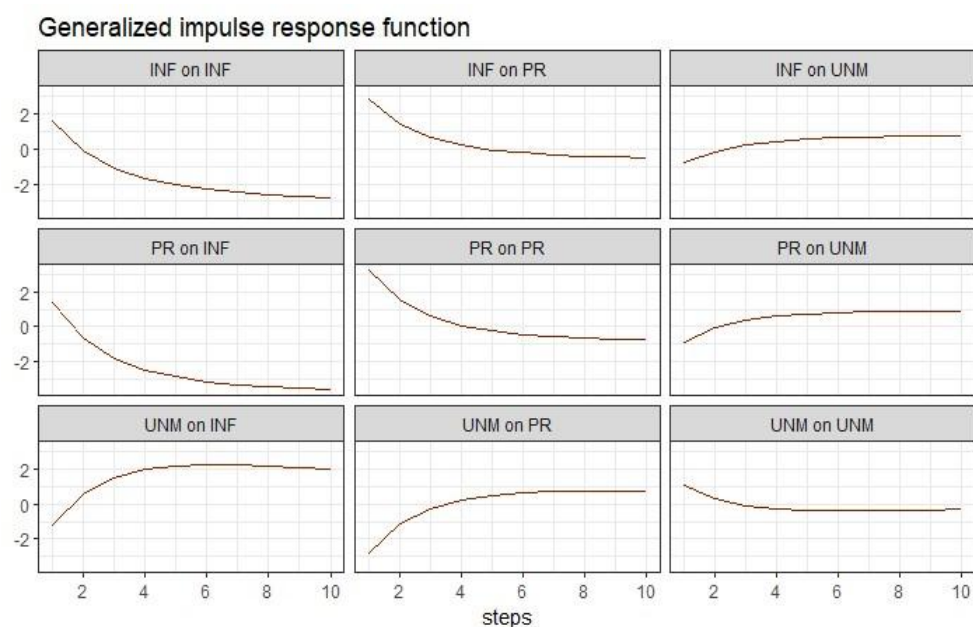 Generalized impulse response function
INF on INF
INF on PR
INF on UNM
2
0
-2
PR on INF
PR on PR
PR on UNM
2
0
-2
UNM on INF
UNM on PR
UNM on UNM
2
0
-2
2 4 6 8 10
2 4 6 8 10
2 4 6 8 10
steps